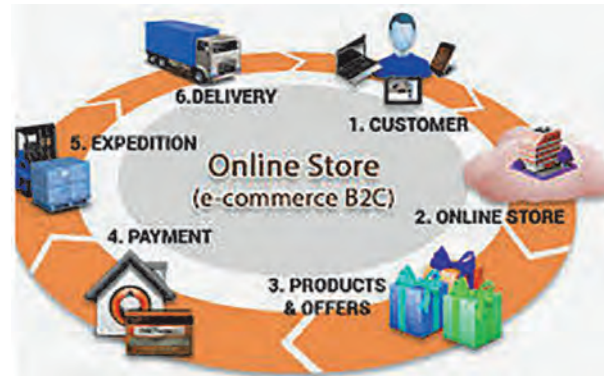 6.DELIVERY
1. CUSTOMER
5. EXPEDITION
Online Store
(e-commerce B2C)
2. ONLINE STORE
4. PAYMENT
3. PRODUCTS
& OFFERS